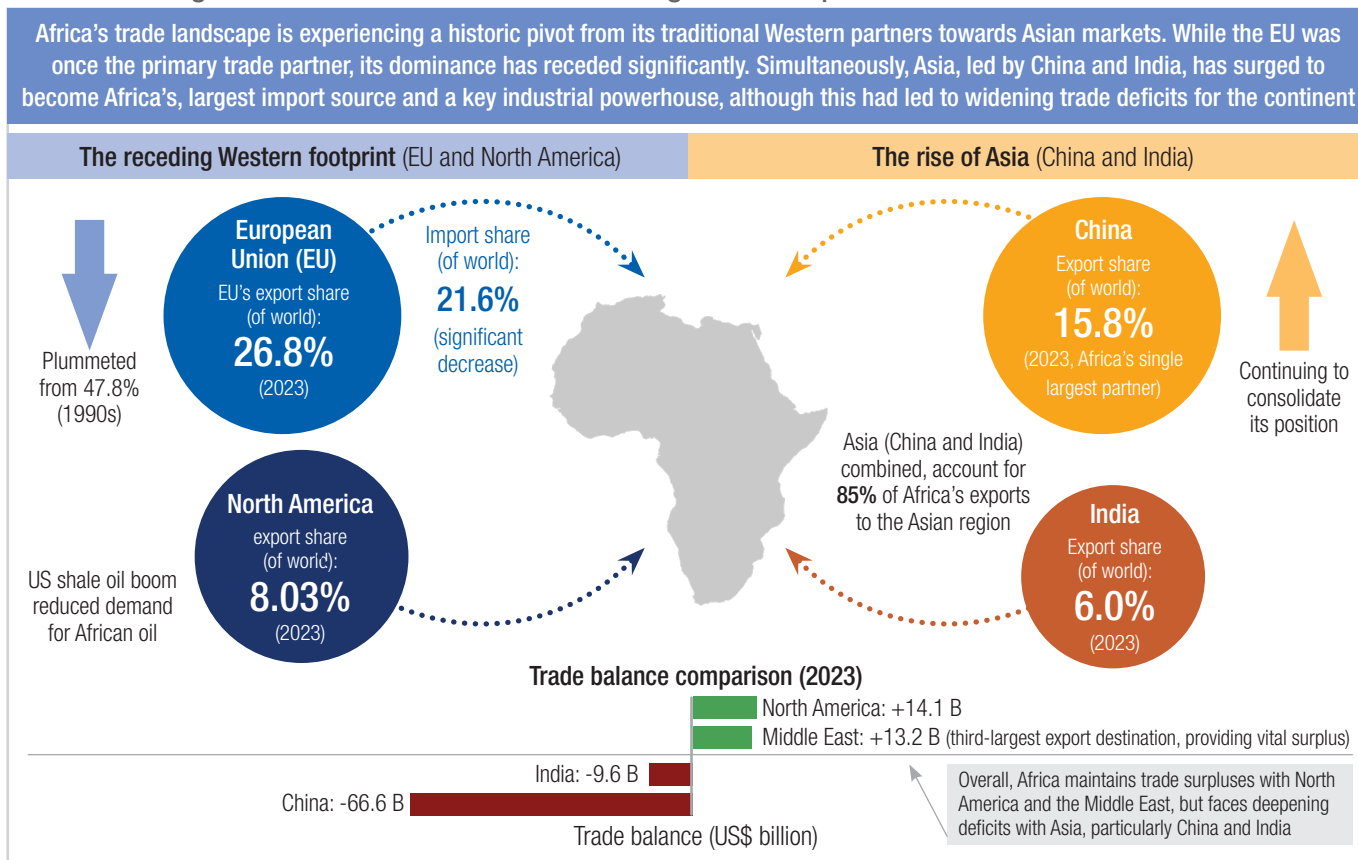 Africa's trade landscape is experiencing a historic pivot from its traditional Western partners towards Asian markets. While the EU was
once the primary trade partner, its dominance has receded significantly. Simultaneously, Asia, led by China and India, has surged to
become Africa's, largest import source and a key industrial powerhouse, although this had led to widening trade deficits for the continent
The receding Western footprint (EU and North America)
The rise of Asia (China and India)
Plummeted
from 47.8%
(1990s)
European
Union (EU)
EU's export share
(of world):
26.8%
(2023)
Import share
(of world):
21.6%
(significant
decrease)
China
Export share
(of world):
15.8%
(2023, Africa's single
largest partner)
Continuing to
consolidate
its position
US shale oil boom
reduced demand
for African oil
North America
export share
(of world):
8.03%
(2023)
Asia (China and India)
combined, account for
85% of Africa's exports
to the Asian region
India
Export share
(of world):
6.0%
(2023)
Trade balance comparison (2023)
North America: +14.1 B
Middle East: +13.2 B (third-largest export destination, providing vital surplus)
India: -9.6 B
China: -66.6 B
Trade balance (US$ billion)
Overall, Africa maintains trade surpluses with North
America and the Middle East, but faces deepening
deficits with Asia, particularly China and India